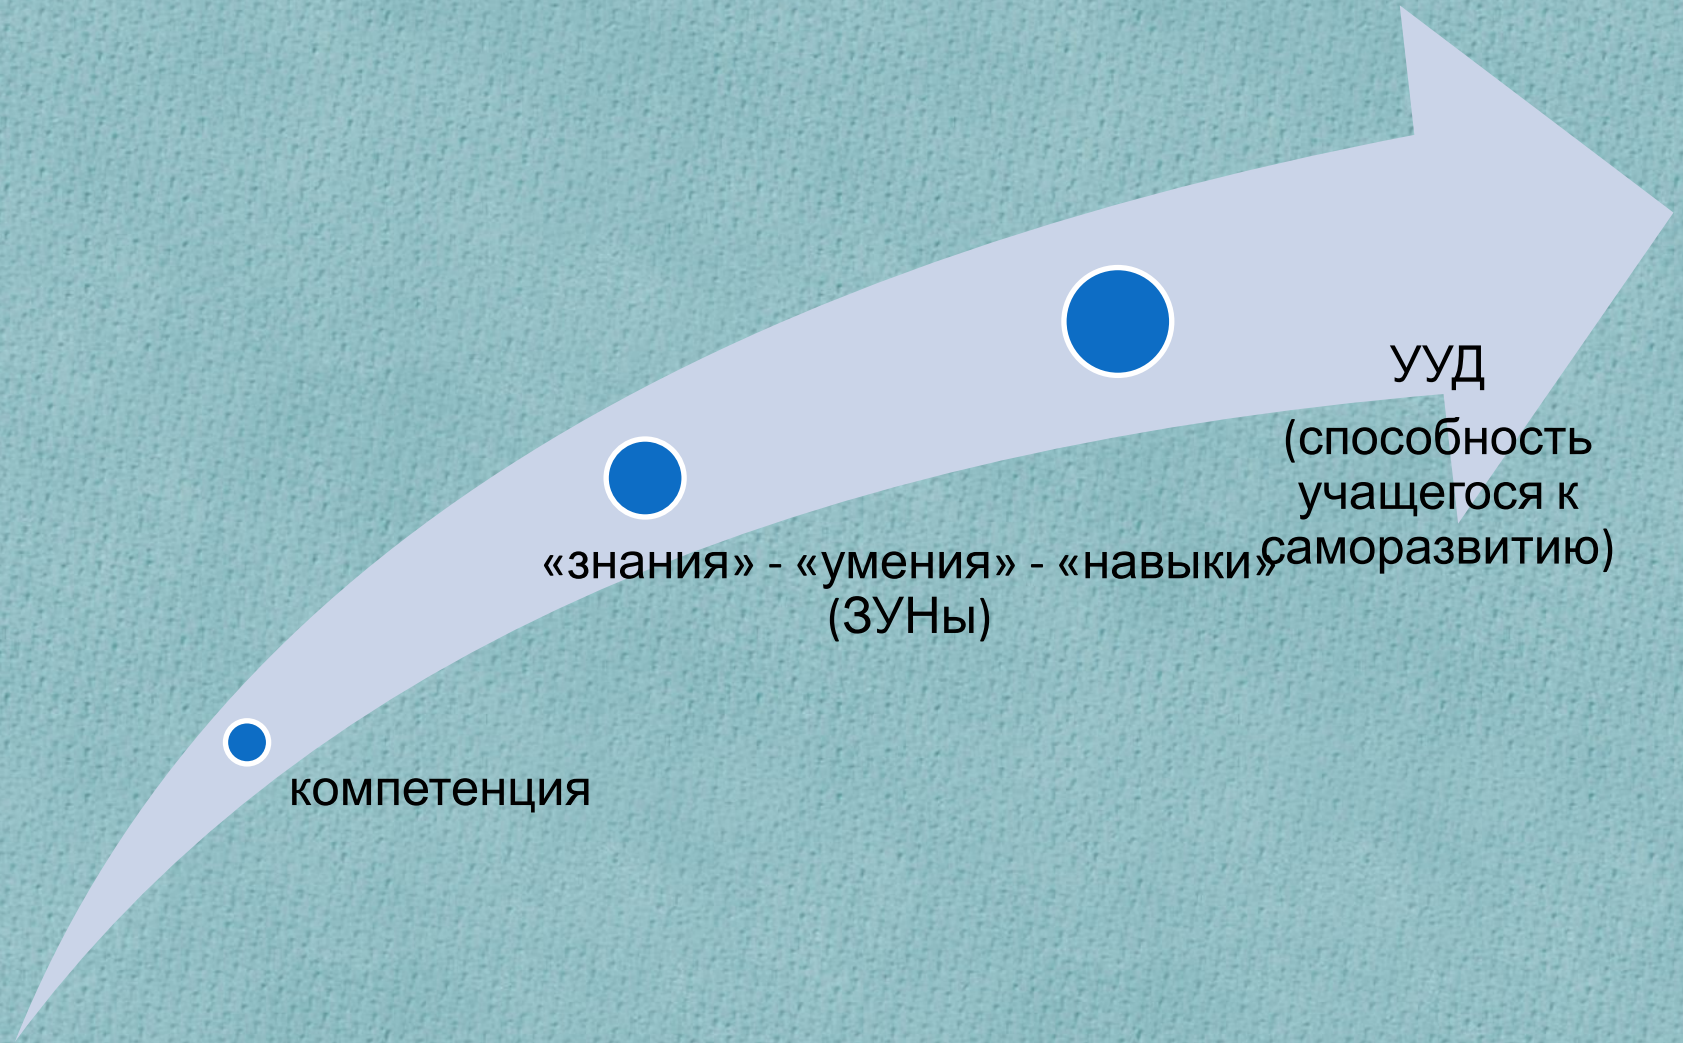 УУД
(способность
учащегося к
саморазвитию)
«знания» - «умения» - «навыки»
(ЗУНы)
компетенция